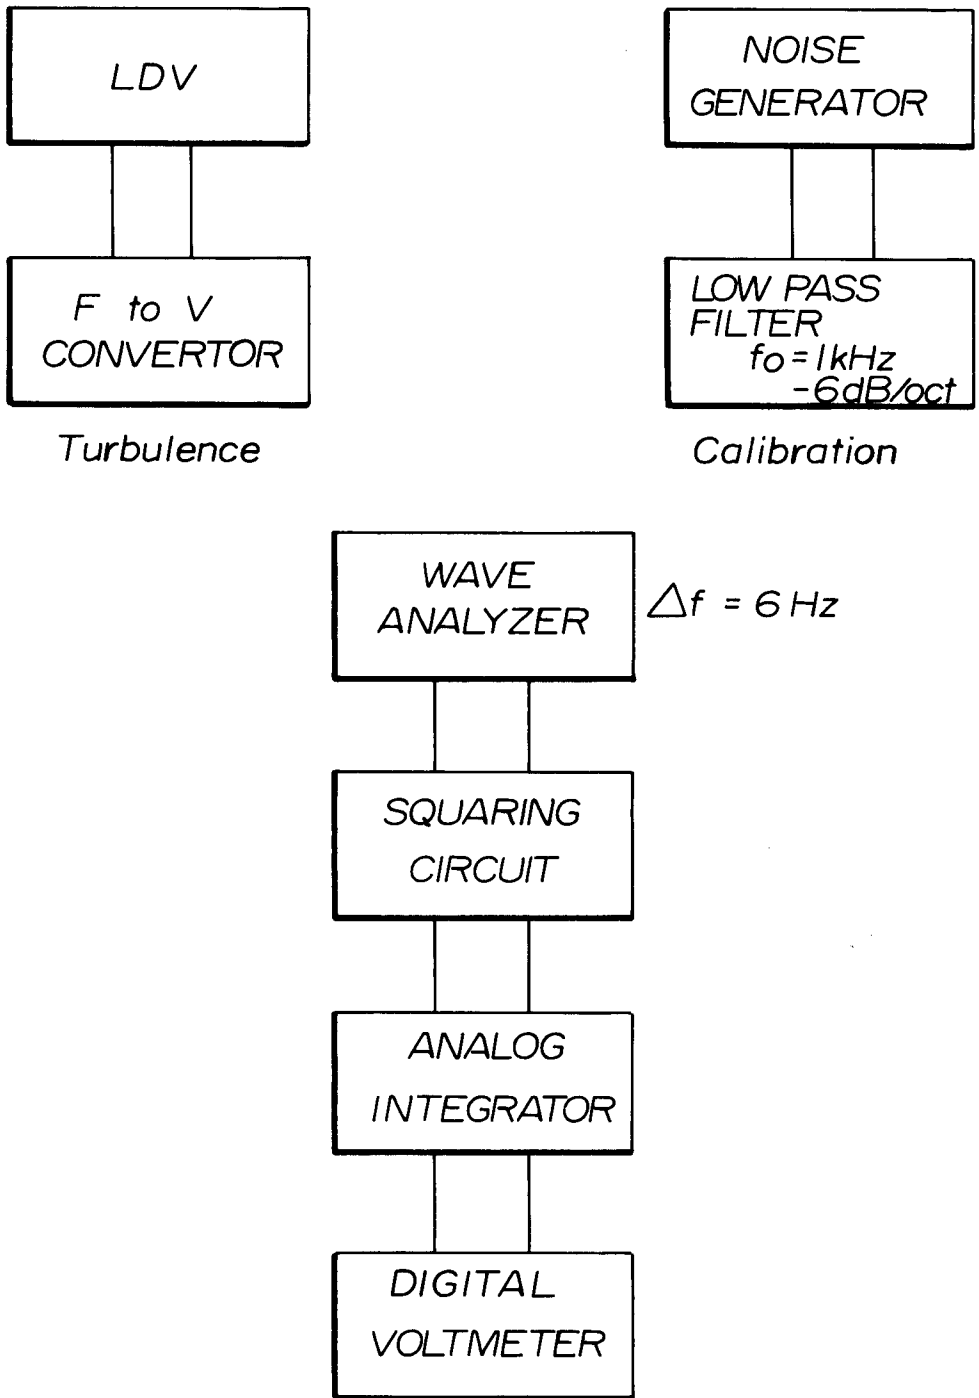 LDV
F to V
CONVERTOR
Turbulence
NOISE
GENERATOR
LOW PASS
FILTER
fo = 1kHz
-6dB/oct
Calibration
WAVE
ANALYZER
△f = 6 Hz
SQUARING
CIRCUIT
ANALOG
INTEGRATOR
DIGITAL
VOLTMETER